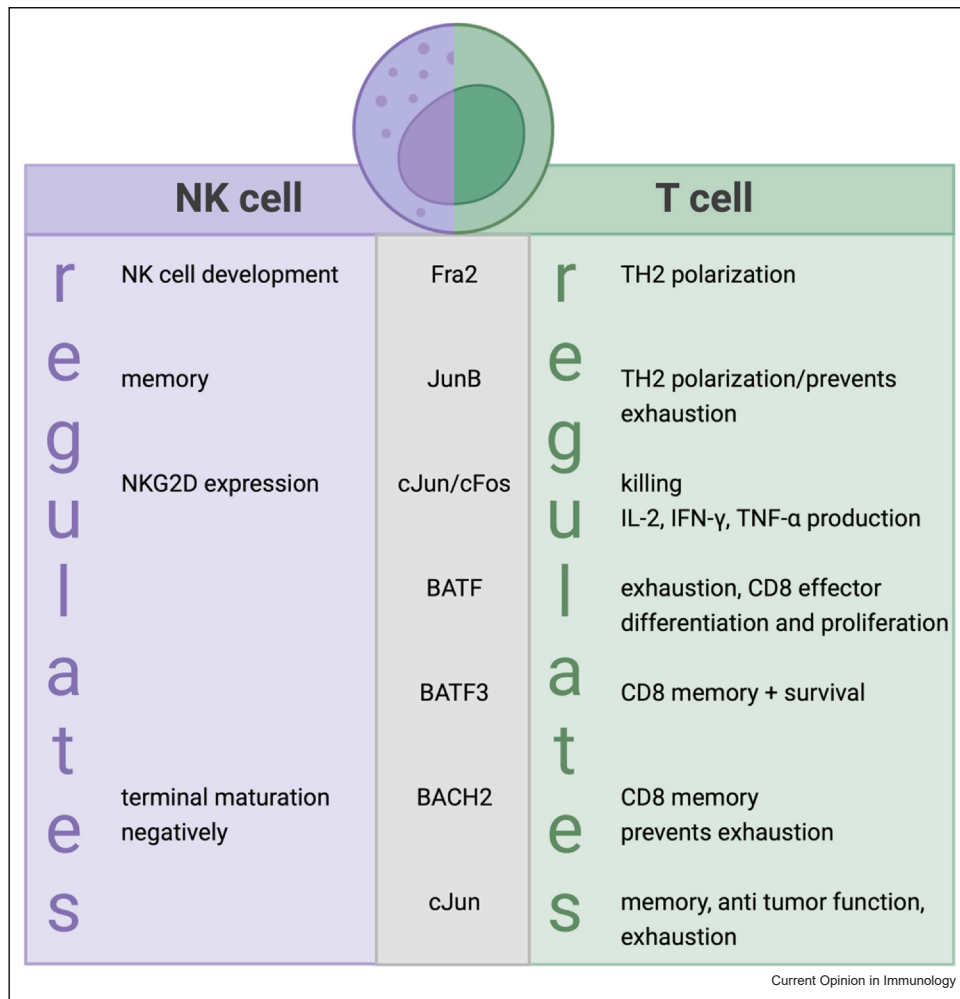 NK cell
T cell
regulates
regulates
NK cell development
Fra2
TH2 polarization
memory
JunB
TH2 polarization/prevents
exhaustion
NKG2D expression
cJun/cFos
killing
IL-2, IFN-γ, TNF-α production
BATF
exhaustion, CD8 effector
differentiation and proliferation
BATF3
CD8 memory + survival
terminal maturation
negatively
BACH2
CD8 memory
prevents exhaustion
cJun
memory, anti tumor function,
exhaustion
Current Opinion in Immunology